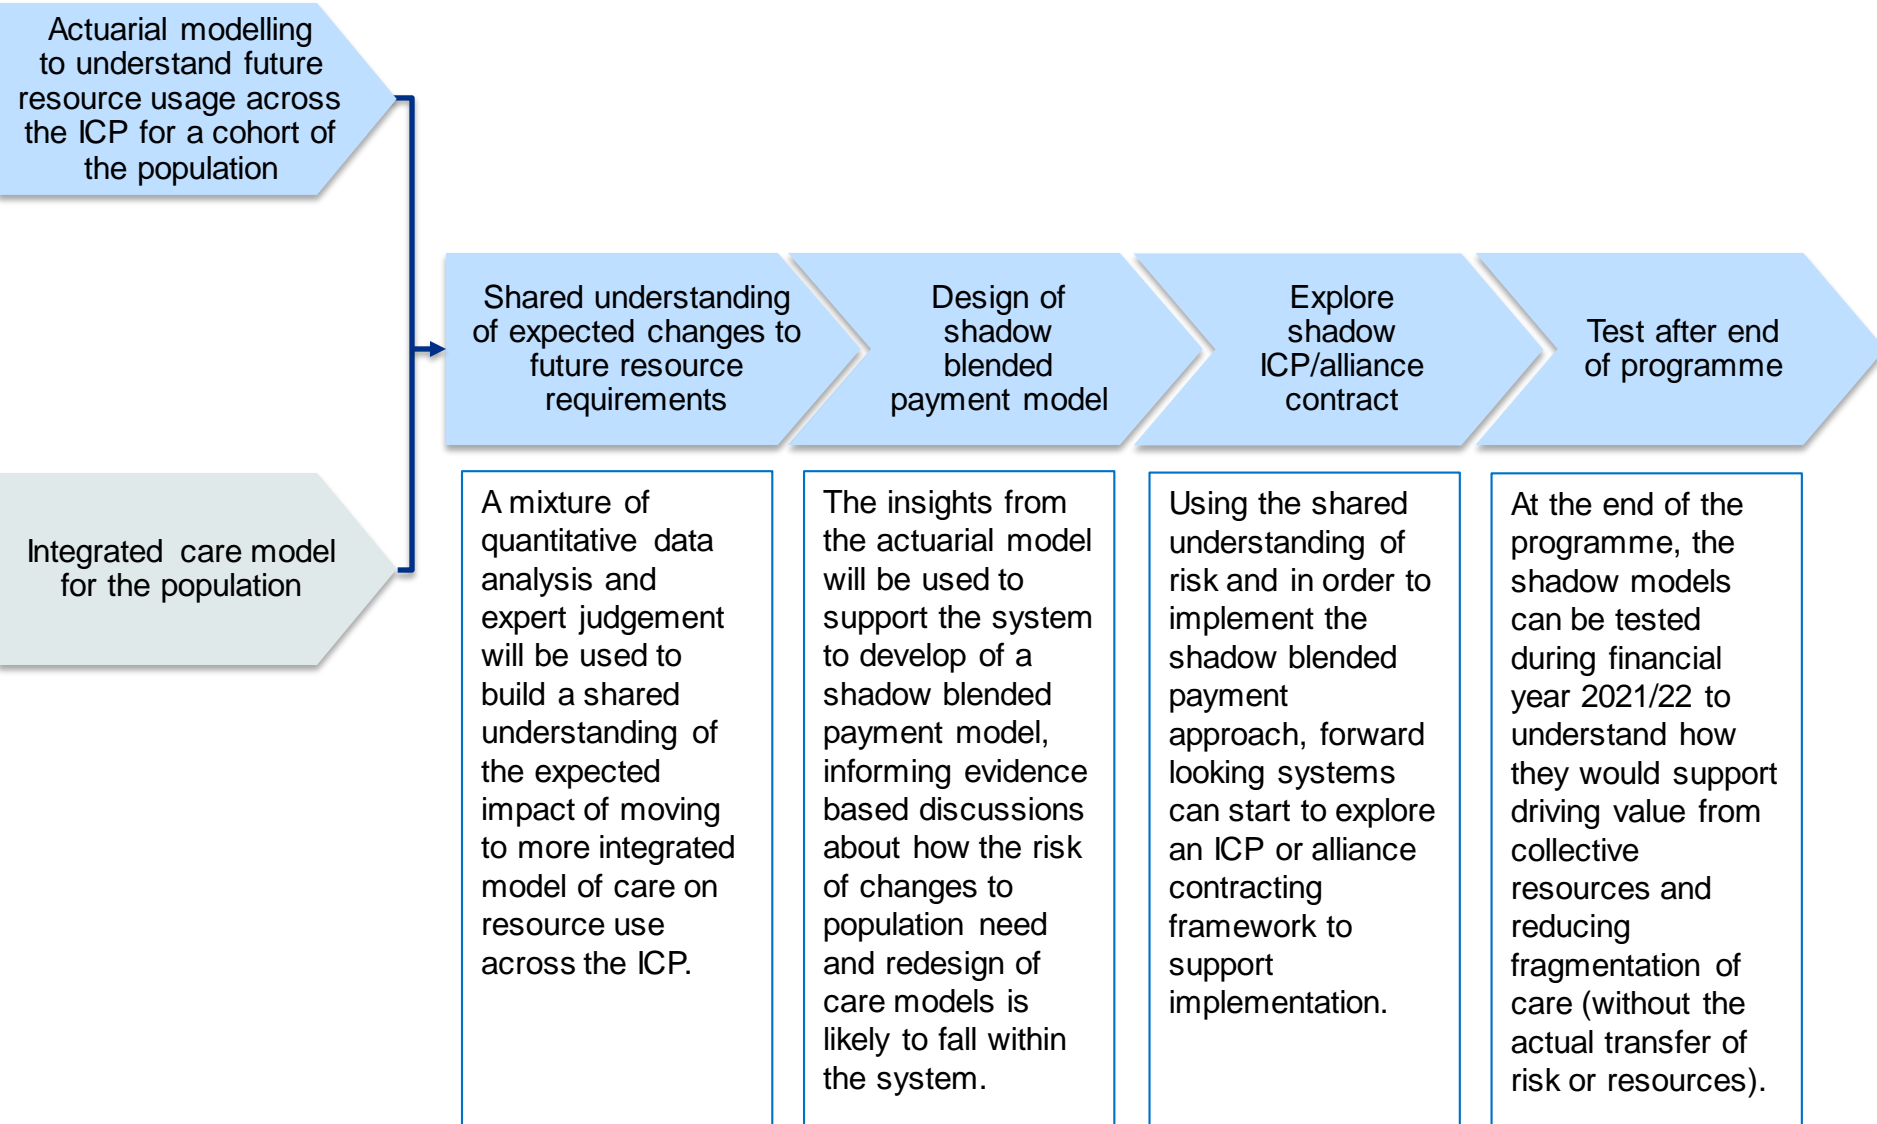 Actuarial modelling
to understand future
resource usage across
the ICP for a cohort of
the population
Integrated care model
for the population
Shared understanding
of expected changes to
future resource
requirements
Design of
shadow
blended
payment model
Explore
shadow
ICP/alliance
contract
Test after end
of programme
A mixture of
quantitative data
analysis and
expert judgement
will be used to
build a shared
understanding of
the expected
impact of moving
to more integrated
model of care on
resource use
across the ICP.
The insights from
the actuarial model
will be used to
support the system
to develop of a
shadow blended
payment model,
informing evidence
based discussions
about how the risk
of changes to
population need
and redesign of
care models is
likely to fall within
the system.
Using the shared
understanding of
risk and in order to
implement the
shadow blended
payment
approach, forward
looking systems
can start to explore
an ICP or alliance
contracting
framework to
support
implementation.
At the end of the
programme, the
shadow models
can be tested
during financial
year 2021/22 to
understand how
they would support
driving value from
collective
resources and
reducing
fragmentation of
care (without the
actual transfer of
risk or resources).